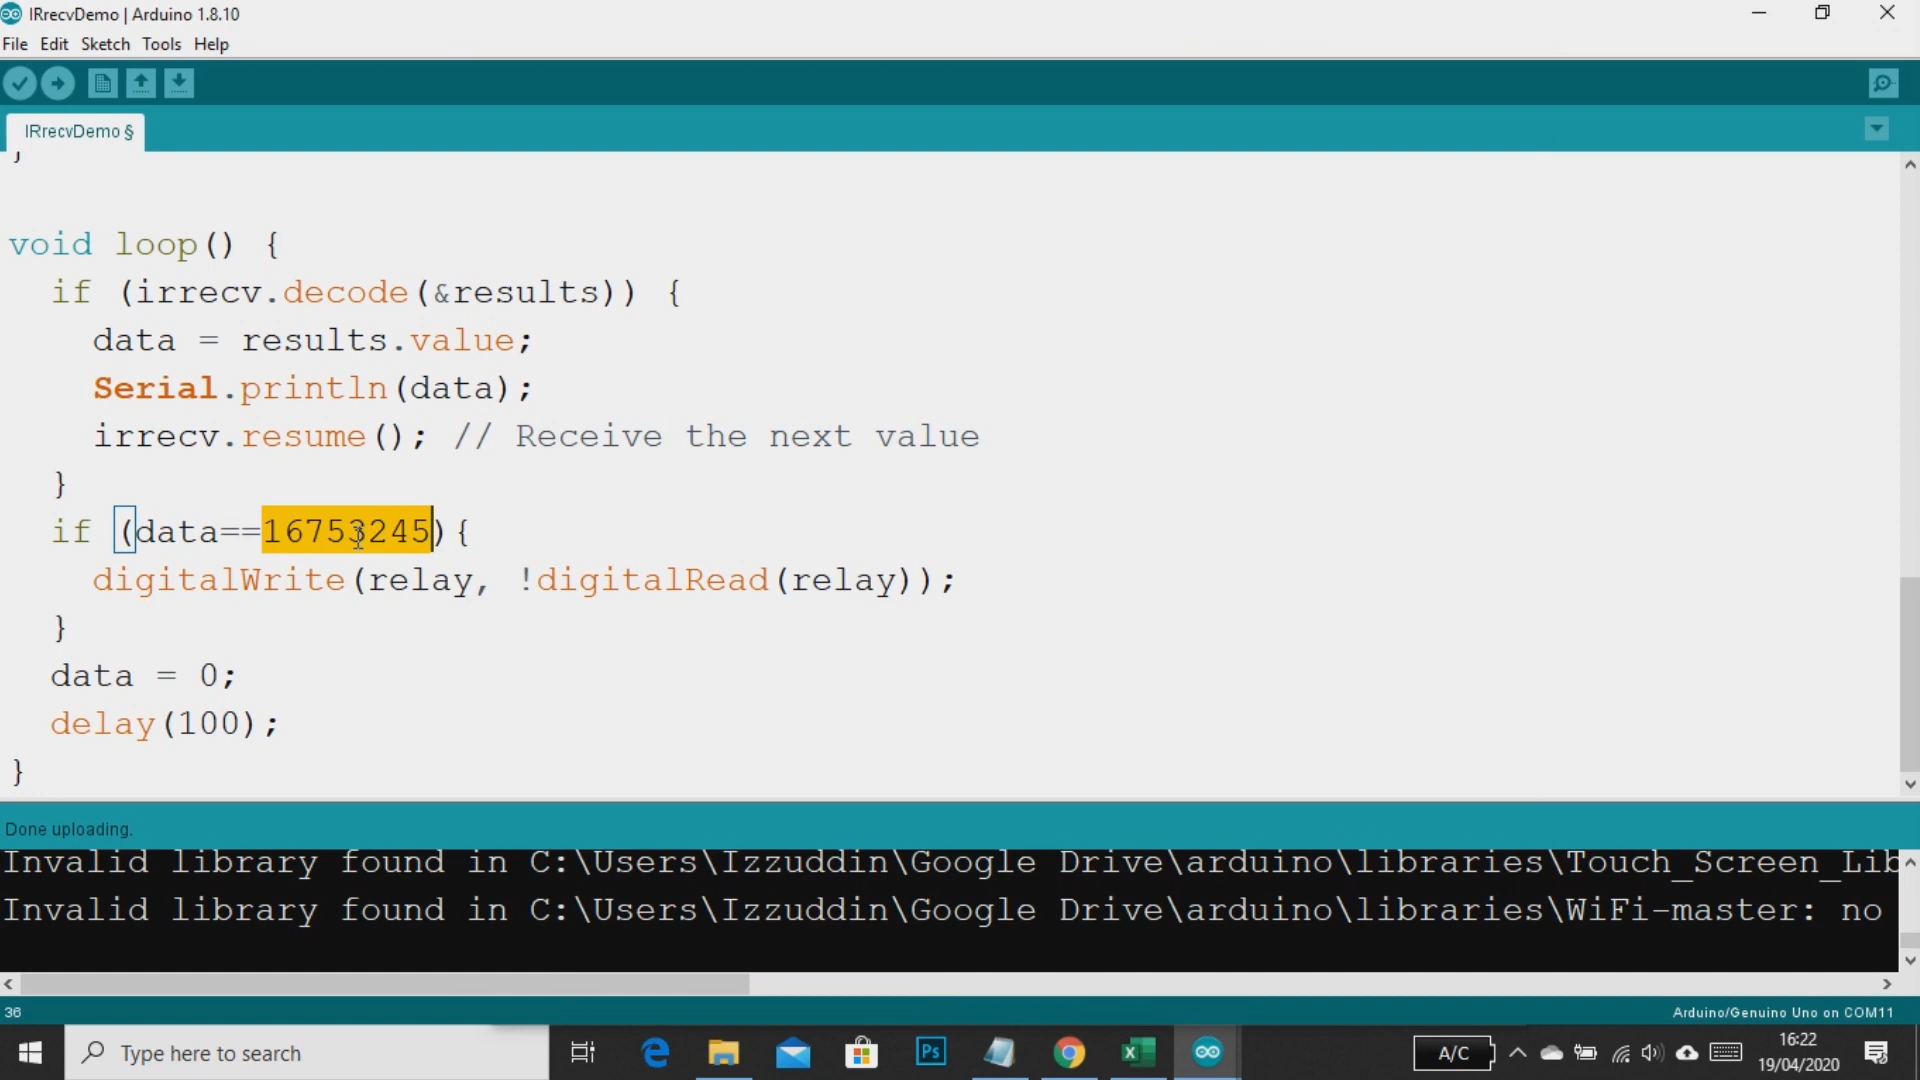 IRrecvDemo | Arduino 1.8.10
File Edit Sketch Tools Help
IRrecvDemo §
}
void loop() {
if (irrecv.decode(&results)) {
data = results.value;
Serial.println(data);
irrecv.resume(); // Receive the next value
}
if (data==16753245){
digitalWrite(relay, !digitalRead(relay));
}
data = 0;
delay(100);
}
Done uploading.
Invalid library found in C:\Users\Izzuddin\Google Drive\arduino\libraries\Touch_Screen_Lib
Invalid library found in C:\Users\Izzuddin\Google Drive\arduino\libraries\WiFi-master: no
36
Arduino/Genuino Uno on COM11
Type here to search
Ps
A/C
16:22
19/04/2020